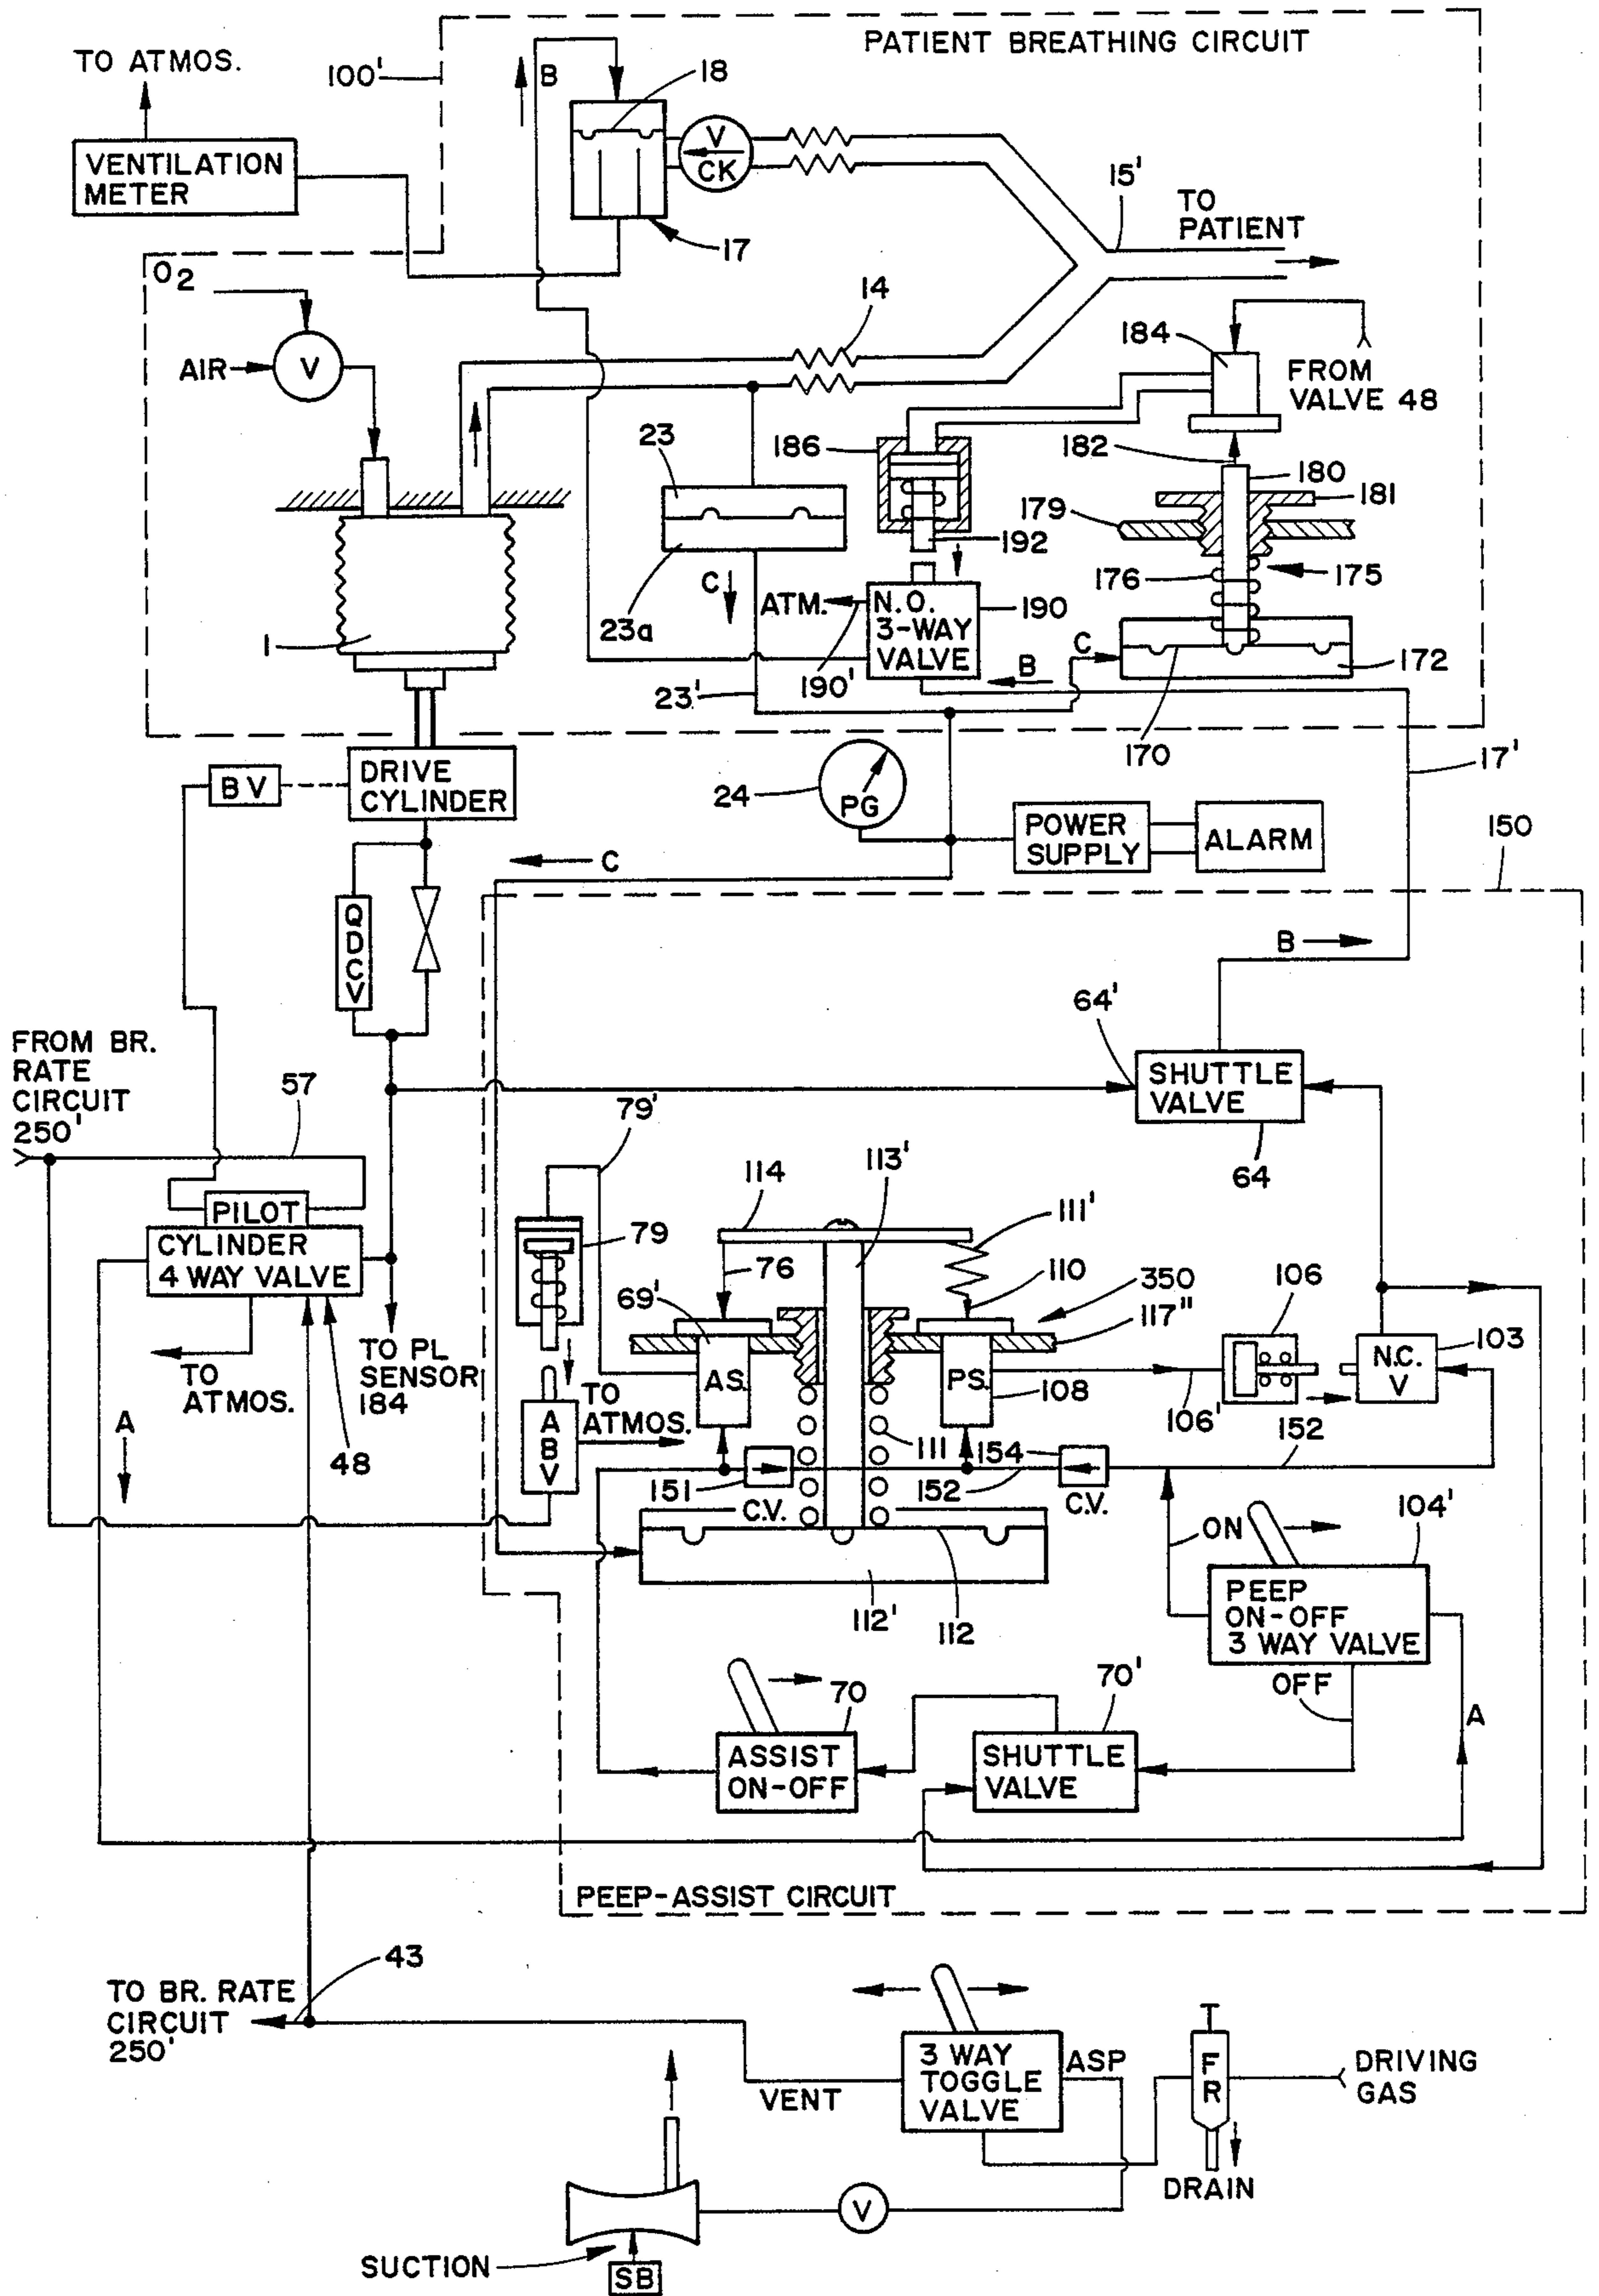 PATIENT BREATHING CIRCUIT
TO ATMOS.
100'
B
18
VENTILATION
METER
V
CK
15'
TO
PATIENT
17
O2
14
184
AIR
V
FROM
VALVE 48
23
186
182
180
181
179
192
176
175
C
ATM.
N.O.
3-WAY
VALVE
190
23a
1
C
172
B
190'
23'
170
17'
DRIVE
CYLINDER
BV
24
PG
POWER
SUPPLY
ALARM
150
C
Q
D
C
V
B
64'
FROM BR.
RATE
CIRCUIT
250'
57
SHUTTLE
VALVE
79'
64
113'
114
111'
PILOT
CYLINDER
4 WAY VALVE
79
76
110
350
106
69'
117"
103
TO PL
SENSOR
184
N.C.
V
A.S.
P.S.
108
TO
ATMOS.
TO
ATMOS.
106'
A
A
B
V
111
154
152
48
151
152
C.V.
C.V.
ON
104'
PEEP
ON-OFF
3 WAY VALVE
112'
112
OFF
70'
70
A
ASSIST
ON-OFF
SHUTTLE
VALVE
PEEP-ASSIST CIRCUIT
43
TO BR. RATE
CIRCUIT
250'
3 WAY
TOGGLE
VALVE
ASP
F
R
DRIVING
GAS
VENT
DRAIN
V
SUCTION
SB